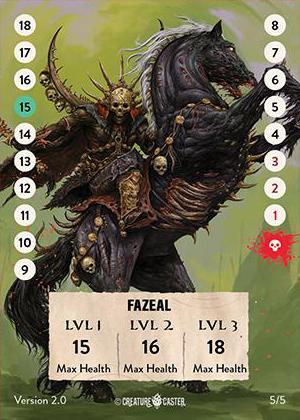 18 8
17 7
16 6
15 5
14 4
13 3
12 2
11 1
10
9
FAZEAL
LVL 1 LVL 2 LVL 3
15 16 18
Max Health Max Health Max Health
Version 2.0 © CREATURE CASTER 5/5